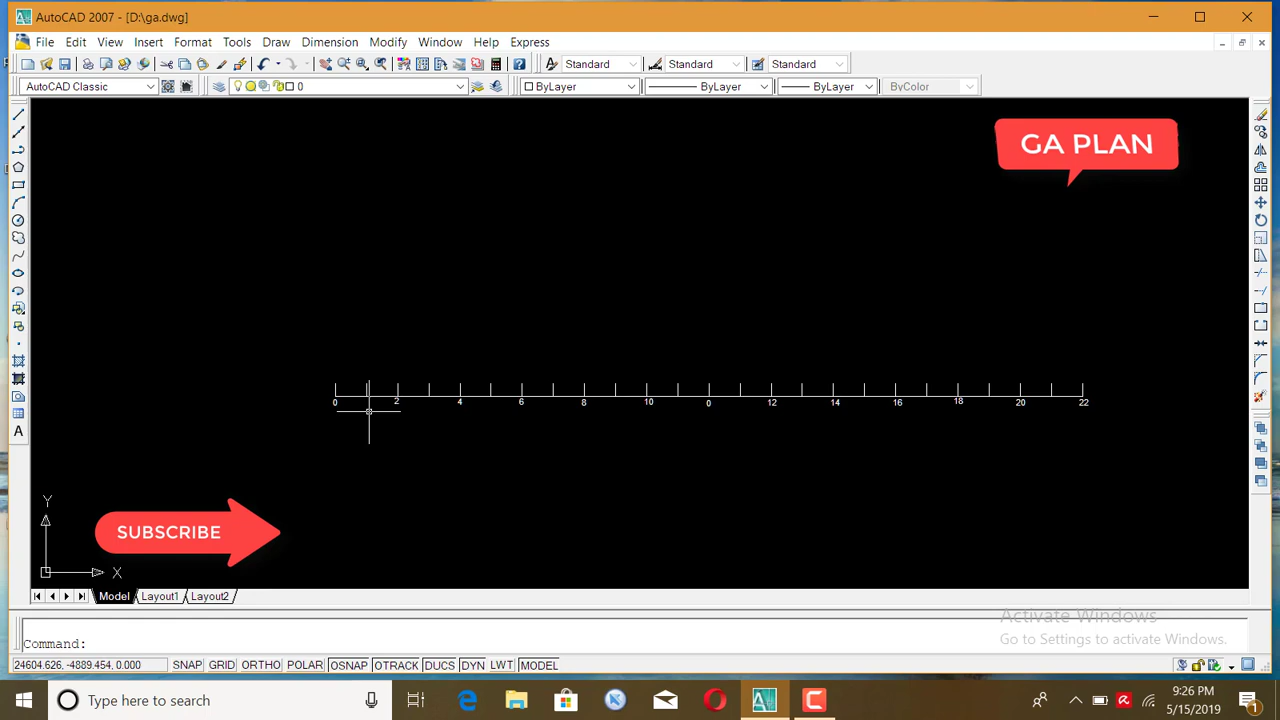 AutoCAD 2007 - [D:\ga.dwg]
File Edit View Insert Format Tools Draw Dimension Modify Window Help Express
Standard Standard Standard
AutoCAD Classic 0 ByLayer ByLayer ByLayer ByColor
GA PLAN
0 2 4 6 8 10 0 12 14 16 18 20 22
Y
SUBSCRIBE
X
Model Layout1 Layout2
Activate Windows
Command:
Go to Settings to activate Windows.
24604.626, -4889.454, 0.000 SNAP GRID ORTHO POLAR OSNAP OTRACK DUCS DYN LWT MODEL
Type here to search
9:26 PM
5/15/2019
1